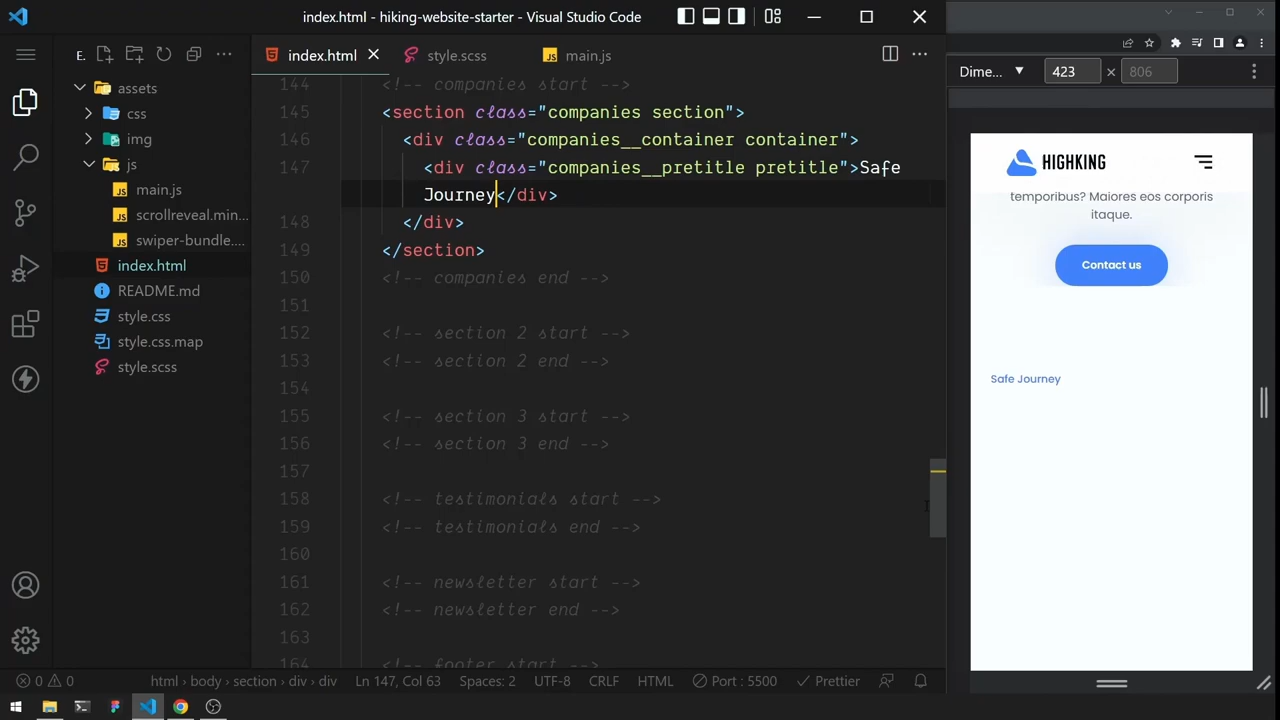 index.html - hiking-website-starter - Visual Studio Code
E.
assets
css
img
js
main.js
scrollreveal.min...
swiper-bundle....
index.html
README.md
style.css
style.css.map
style.scss
index.html
style.scss
main.js
144 <!-- companies start -->
145 <section class="companies section">
146 <div class="companies__container container">
147 <div class="companies__pretitle pretitle">Safe
Journey</div>
148 </div>
149 </section>
150 <!-- companies end -->
151
152 <!-- section 2 start -->
153 <!-- section 2 end -->
154
155 <!-- section 3 start -->
156 <!-- section 3 end -->
157
158 <!-- testimonials start -->
159 <!-- testimonials end -->
160
161 <!-- newsletter start -->
162 <!-- newsletter end -->
163
164 <!-- footer start -->
0 0 html › body › section › div › div Ln 147, Col 63 Spaces: 2 UTF-8 CRLF HTML Port : 5500 Prettier
Dime... 423 × 806
HIGHKING
temporibus? Maiores eos corporis
itaque.
Contact us
Safe Journey